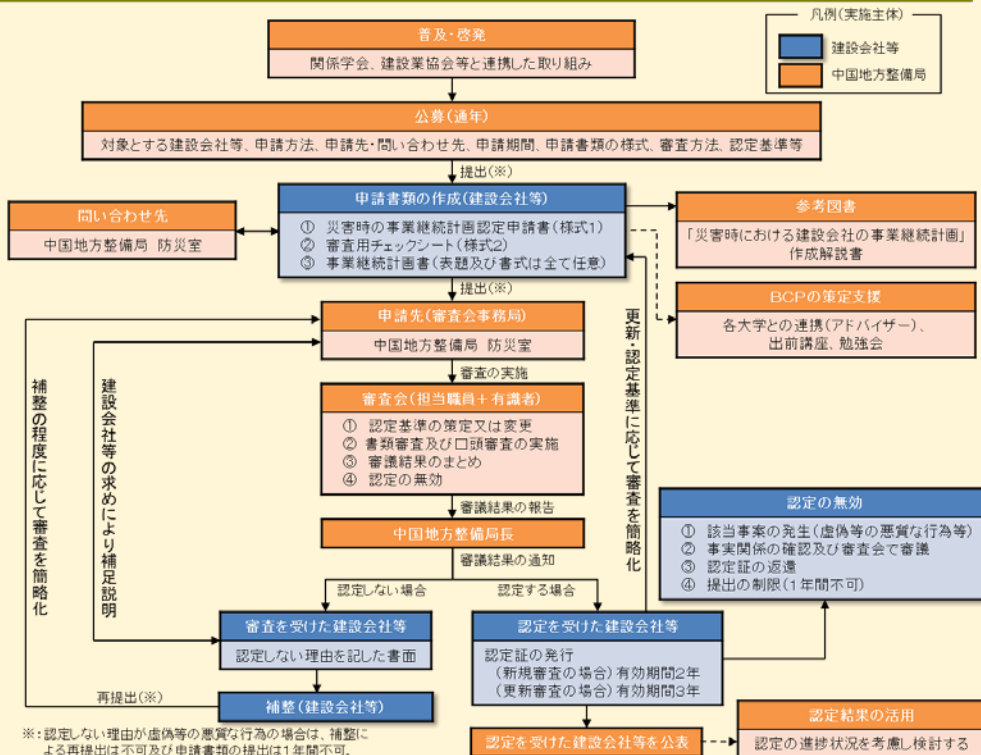 凡例(実施主体)
建設会社等
中国地方整備局
普及・啓発
関係学会、建設業協会等と連携した取り組み
公募(通年)
対象とする建設会社等、申請方法、申請先・問い合わせ先、申請期間、申請書類の様式、審査方法、認定基準等
提出(※)
申請書類の作成(建設会社等)
① 災害時の事業継続計画認定申請書(様式1)
② 審査用チェックシート(様式2)
③ 事業継続計画書(表題及び書式は全て任意)
問い合わせ先
中国地方整備局 防災室
参考図書
「災害時における建設会社の事業継続計画」
作成解説書
BCPの策定支援
各大学との連携(アドバイザー)、
出前講座、勉強会
提出(※)
申請先(審査会事務局)
中国地方整備局 防災室
審査の実施
審査会(担当職員+有識者)
① 認定基準の策定又は変更
② 書類審査及び口頭審査の実施
③ 審議結果のまとめ
④ 認定の無効
審議結果の報告
中国地方整備局長
審議結果の通知
認定しない場合
認定する場合
補整の程度に応じて審査を簡略化
建設会社等の求めにより補足説明
更新・認定基準に応じて審査を簡略化
認定の無効
① 該当事案の発生(虚偽等の悪質な行為等)
② 事実関係の確認及び審査会で審議
③ 認定証の返還
④ 提出の制限(1年間不可)
審査を受けた建設会社等
認定しない理由を記した書面
認定を受けた建設会社等
認定証の発行
(新規審査の場合)有効期間2年
(更新審査の場合)有効期間3年
再提出(※)
補整(建設会社等)
認定を受けた建設会社等を公表
認定結果の活用
認定の進捗状況を考慮し検討する
※:認定しない理由が虚偽等の悪質な行為の場合は、補整に
よる再提出は不可及び申請書類の提出は1年間不可。